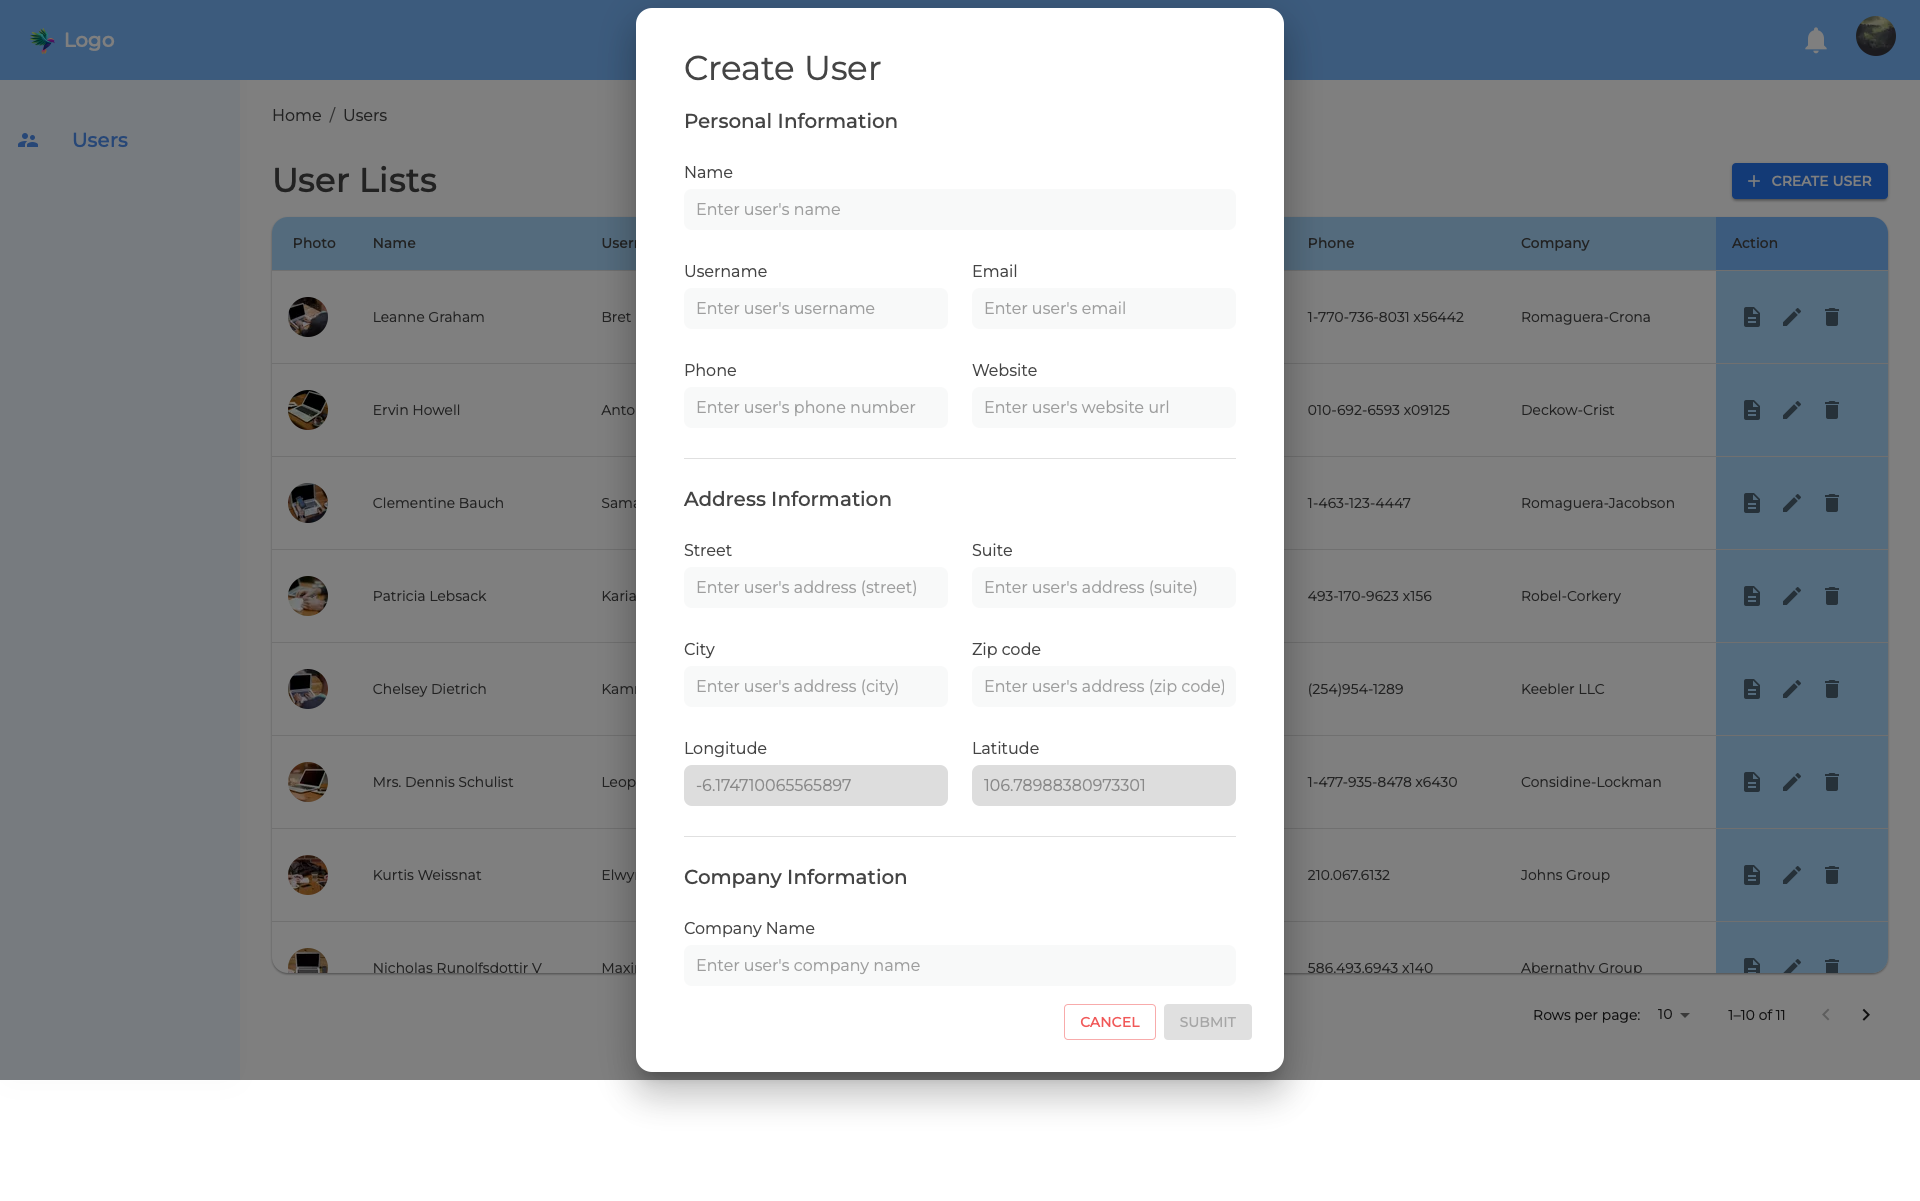 Logo
Users
Home / Users
User Lists
CREATE USER
Photo Name Usern Phone Company Action
Leanne Graham Bret 1-770-736-8031 x56442 Romaguera-Crona
Ervin Howell Anto 010-692-6593 x09125 Deckow-Crist
Clementine Bauch Sama 1-463-123-4447 Romaguera-Jacobson
Patricia Lebsack Karia 493-170-9623 x156 Robel-Corkery
Chelsey Dietrich Kam (254)954-1289 Keebler LLC
Mrs. Dennis Schulist Leop 1-477-935-8478 x6430 Considine-Lockman
Kurtis Weissnat Elwy 210.067.6132 Johns Group
Nicholas Runolfsdottir V Maxi 586.493.6943 x140 Abernathy Group
Rows per page: 10 1–10 of 11
Create User
Personal Information
Name
Enter user's name
Username Email
Enter user's username Enter user's email
Phone Website
Enter user's phone number Enter user's website url
Address Information
Street Suite
Enter user's address (street) Enter user's address (suite)
City Zip code
Enter user's address (city) Enter user's address (zip code)
Longitude Latitude
-6.174710065565897 106.78988380973301
Company Information
Company Name
Enter user's company name
CANCEL SUBMIT